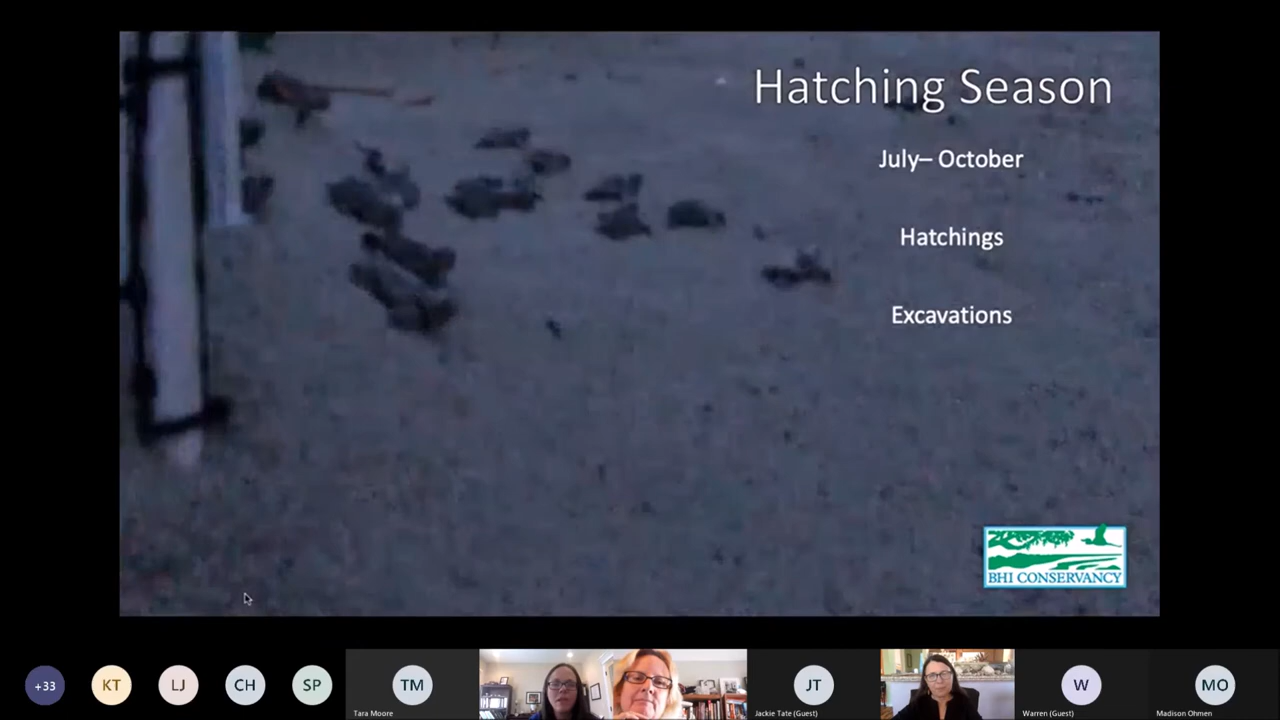 Hatching Season
July– October
Hatchings
Excavations
BHI CONSERVANCY
+33
KT
LJ
CH
SP
TM
Tara Moore
JT
Jackie Tate (Guest)
W
Warren (Guest)
MO
Madison Ohmen